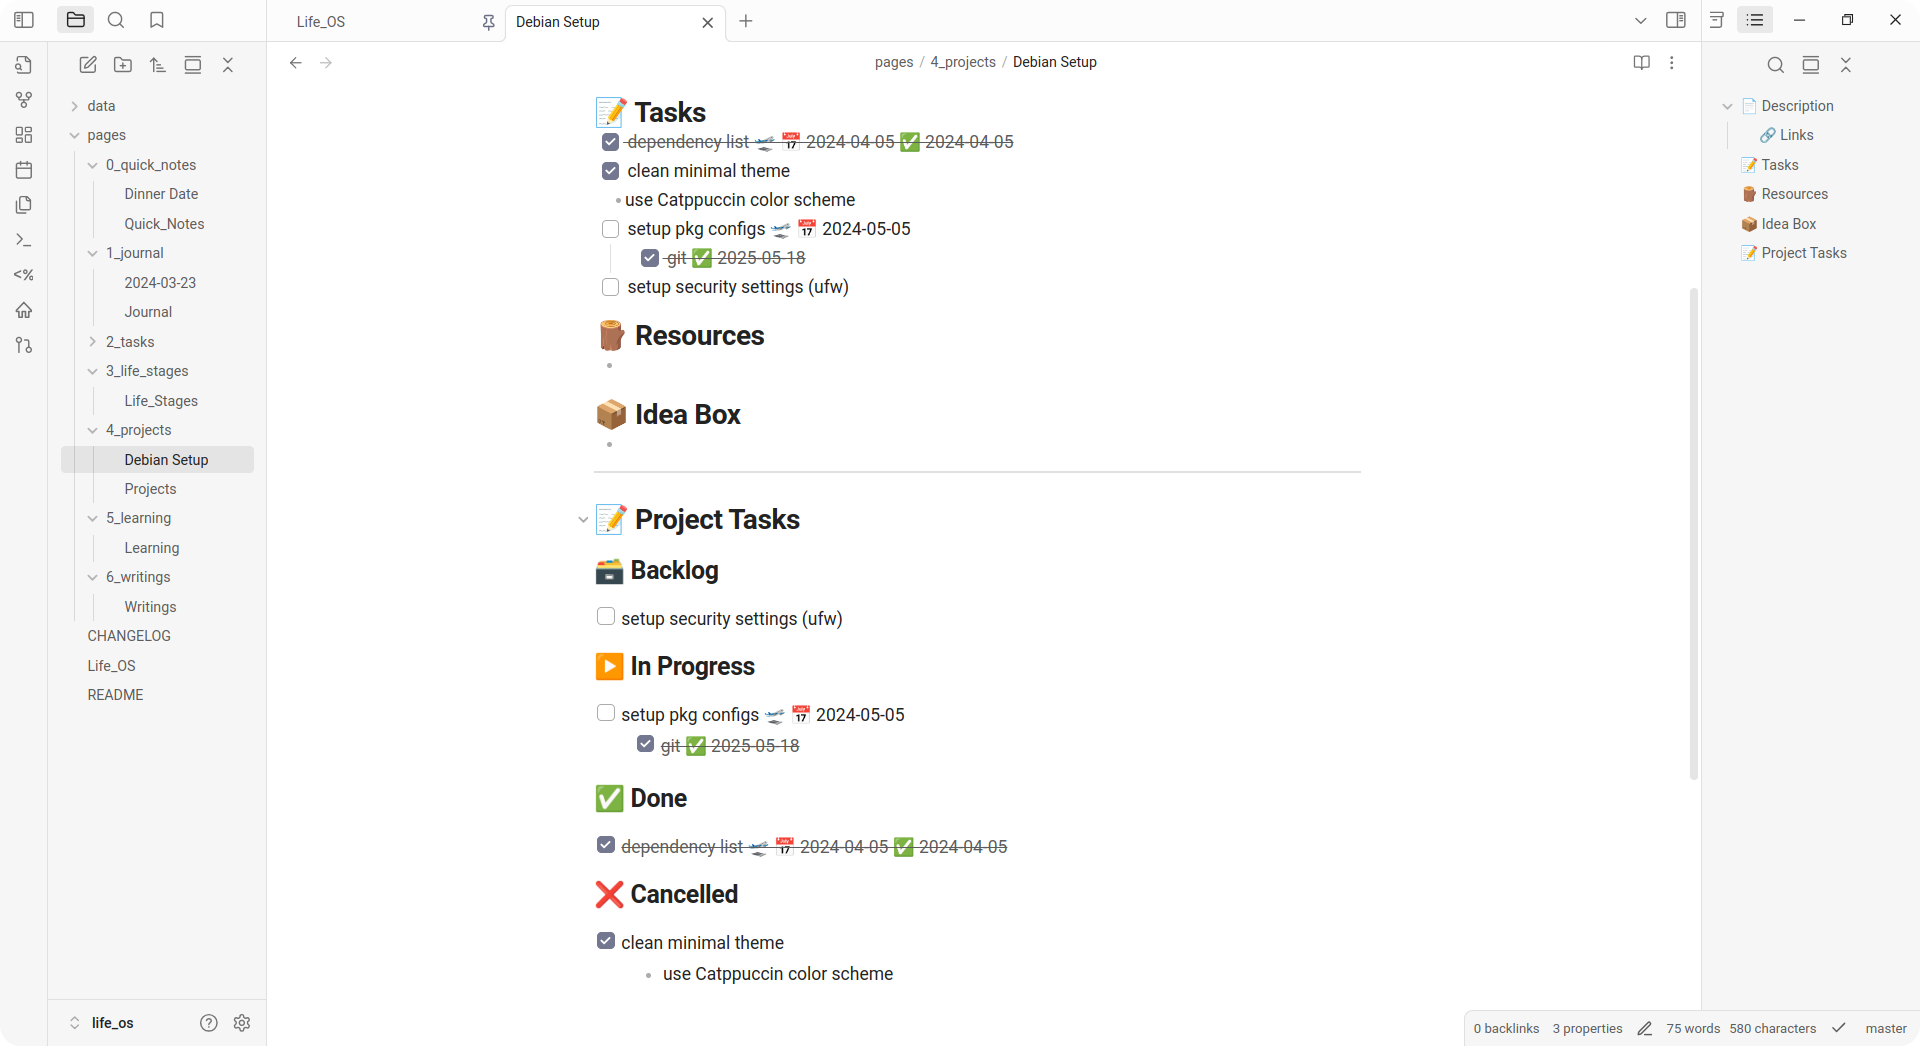 Life_OS
Debian Setup
pages / 4_projects / Debian Setup
data
pages
0_quick_notes
Dinner Date
Quick_Notes
1_journal
2024-03-23
Journal
2_tasks
3_life_stages
Life_Stages
4_projects
Debian Setup
Projects
5_learning
Learning
6_writings
Writings
CHANGELOG
Life_OS
README
life_os
📝 Tasks
dependency list 🛫 📅 2024-04-05 ✅ 2024-04-05
clean minimal theme
• use Catppuccin color scheme
setup pkg configs 🛫 📅 2024-05-05
git ✅ 2025-05-18
setup security settings (ufw)
🪵 Resources
•
📦 Idea Box
•
📝 Project Tasks
🗃️ Backlog
setup security settings (ufw)
▶️ In Progress
setup pkg configs 🛫 📅 2024-05-05
git ✅ 2025-05-18
✅ Done
dependency list 🛫 📅 2024-04-05 ✅ 2024-04-05
❌ Cancelled
clean minimal theme
• use Catppuccin color scheme
📄 Description
🔗 Links
📝 Tasks
🪵 Resources
📦 Idea Box
📝 Project Tasks
0 backlinks 3 properties 75 words 580 characters master